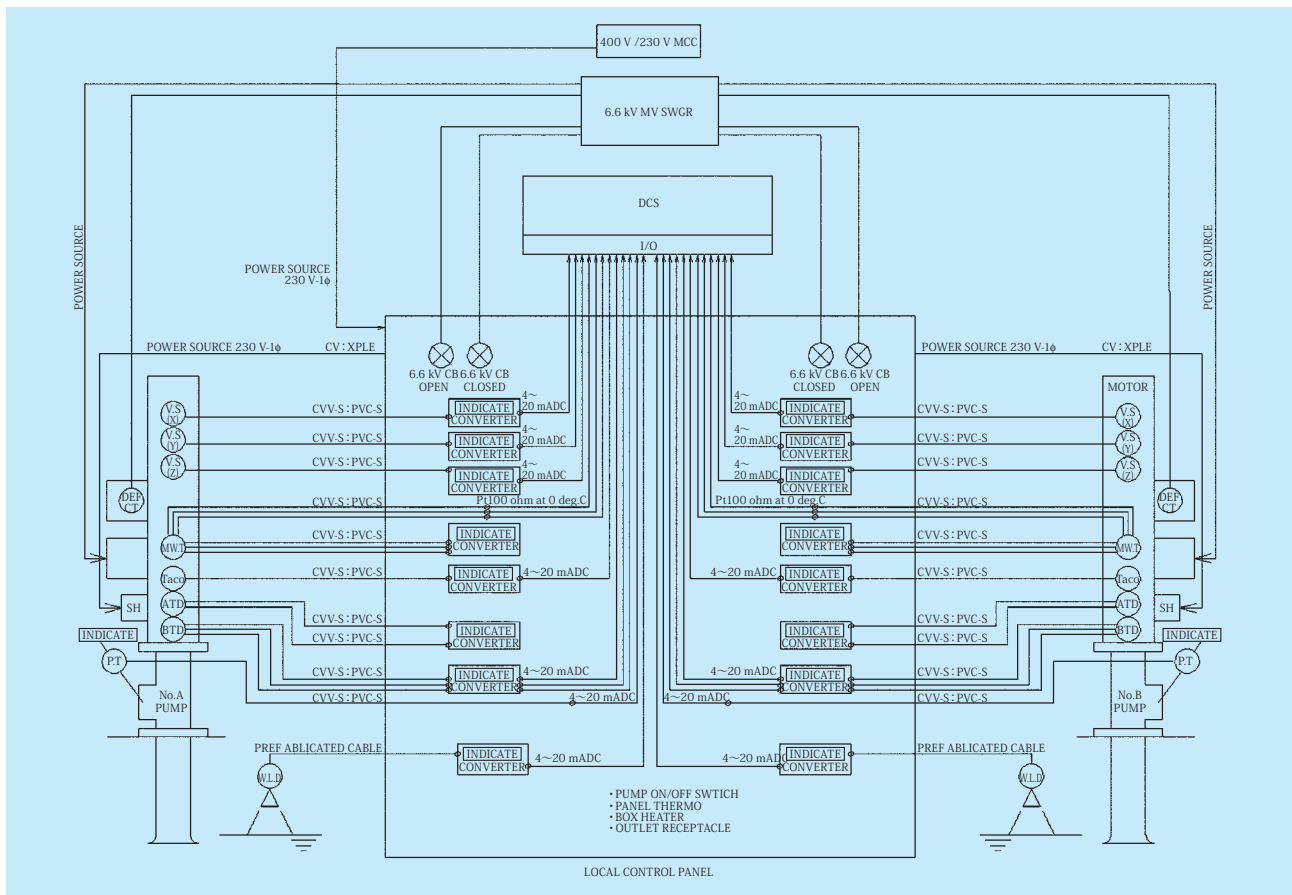 400 V /230 V MCC
6.6 kV MV SWGR
DCS
I/O
POWER SOURCE
POWER SOURCE
230 V-1ϕ
POWER SOURCE
POWER SOURCE 230 V-1ϕ
CV : XPLE
6.6 kV CB
OPEN
6.6 kV CB
CLOSED
6.6 kV CB
CLOSED
6.6 kV CB
OPEN
POWER SOURCE 230 V-1ϕ
CV : XPLE
MOTOR
V.S
(X)
CVV-S : PVC-S
INDICATE
CONVERTER
4～
20 mADC
4～
20 mADC
INDICATE
CONVERTER
CVV-S : PVC-S
V.S
(X)
V.S
(Y)
CVV-S : PVC-S
INDICATE
CONVERTER
4～
20 mADC
4～
20 mADC
INDICATE
CONVERTER
CVV-S : PVC-S
V.S
(Y)
V.S
(Z)
CVV-S : PVC-S
INDICATE
CONVERTER
4～
20 mADC
4～
20 mADC
INDICATE
CONVERTER
CVV-S : PVC-S
V.S
(Z)
DEF
CT
CVV-S : PVC-S
Pt100 ohm at 0 deg.C
Pt100 ohm at 0 deg.C
CVV-S : PVC-S
DEF
CT
MW.T
CVV-S : PVC-S
INDICATE
CONVERTER
INDICATE
CONVERTER
CVV-S : PVC-S
MW.T
Taco
CVV-S : PVC-S
INDICATE
CONVERTER
4～20 mADC
4～20 mADC
INDICATE
CONVERTER
CVV-S : PVC-S
Taco
SH
ATD
CVV-S : PVC-S
INDICATE
CONVERTER
INDICATE
CONVERTER
CVV-S : PVC-S
ATD
SH
BTD
CVV-S : PVC-S
CVV-S : PVC-S
BTD
INDICATE
INDICATE
P.T
CVV-S : PVC-S
INDICATE
CONVERTER
4～20 mADC
4～20 mADC
INDICATE
CONVERTER
CVV-S : PVC-S
P.T
No.A
PUMP
CVV-S : PVC-S
4～20 mADC
4～20 mADC
CVV-S : PVC-S
No.B
PUMP
PREF ABLICATED CABLE
INDICATE
CONVERTER
4～20 mADC
4～20 mADC
INDICATE
CONVERTER
PREF ABLICATED CABLE
W.L.D
W.L.D
• PUMP ON/OFF SWTICH
• PANEL THERMO
• BOX HEATER
• OUTLET RECEPTACLE
LOCAL CONTROL PANEL